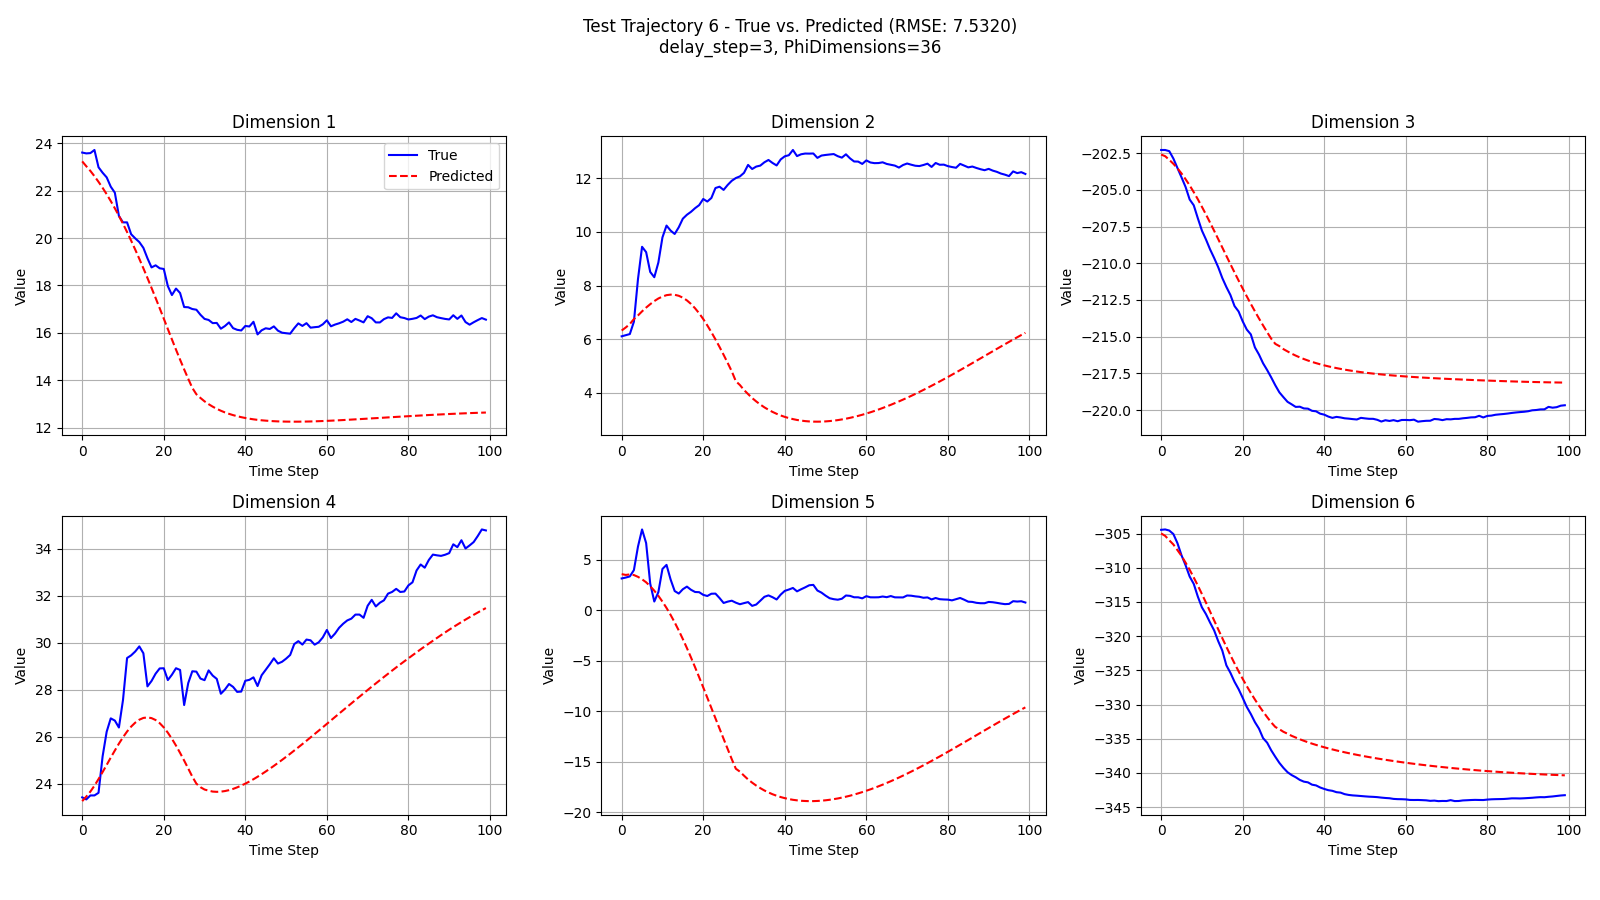 Test Trajectory 6 - True vs. Predicted (RMSE: 7.5320)
delay_step=3, PhiDimensions=36
Dimension 1
Value
24
22
20
18
16
14
12
0 20 40 60 80 100
Time Step
True
Predicted
Dimension 2
Value
12
10
8
6
4
0 20 40 60 80 100
Time Step
Dimension 3
Value
−202.5
−205.0
−207.5
−210.0
−212.5
−215.0
−217.5
−220.0
0 20 40 60 80 100
Time Step
Dimension 4
Value
34
32
30
28
26
24
0 20 40 60 80 100
Time Step
Dimension 5
Value
5
0
−5
−10
−15
−20
0 20 40 60 80 100
Time Step
Dimension 6
Value
−305
−310
−315
−320
−325
−330
−335
−340
−345
0 20 40 60 80 100
Time Step